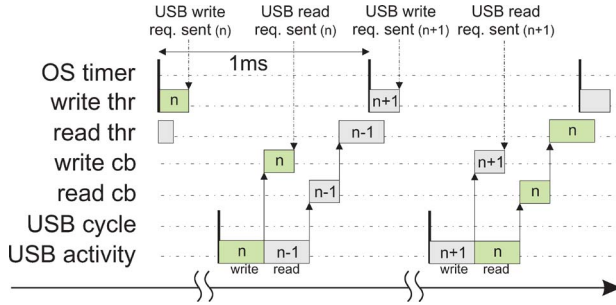 USB write USB read USB write USB read
req. sent (n) req. sent (n) req. sent (n+1) req. sent (n+1)
1ms
OS timer
write thr n n+1
read thr n-1 n
write cb n n+1
read cb n-1 n
USB cycle
USB activity n n-1 n+1 n
write read write read